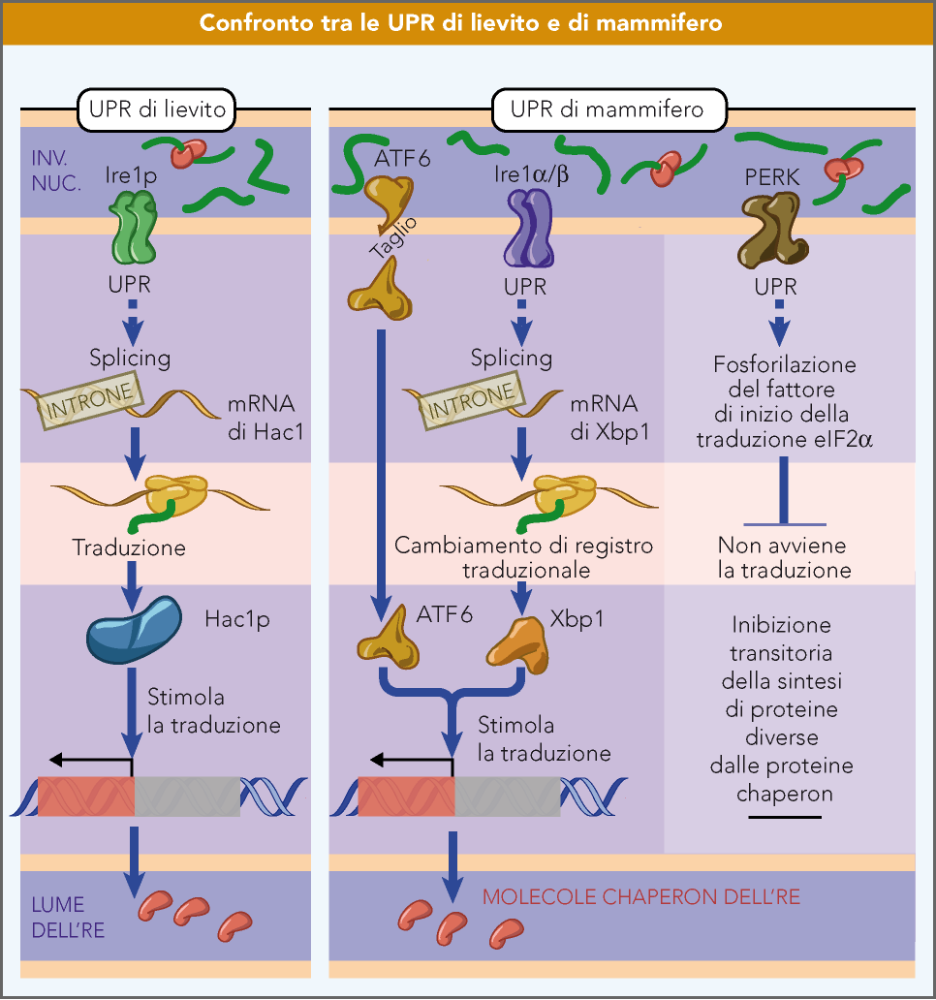 Confronto tra le UPR di lievito e di mammifero
UPR di lievito
INV.
NUC.
Ire1p
UPR
Splicing
INTRONE
mRNA
di Hac1
Traduzione
Hac1p
Stimola
la traduzione
LUME
DELL'RE
UPR di mammifero
ATF6
Taglio
Ire1α/β
UPR
Splicing
INTRONE
mRNA
di Xbp1
Cambiamento di registro
traduzionale
ATF6
Xbp1
Stimola
la traduzione
MOLECOLE CHAPERON DELL'RE
PERK
UPR
Fosforilazione
del fattore
di inizio della
traduzione eIF2α
Non avviene
la traduzione
Inibizione
transitoria
della sintesi
di proteine
diverse
dalle proteine
chaperon